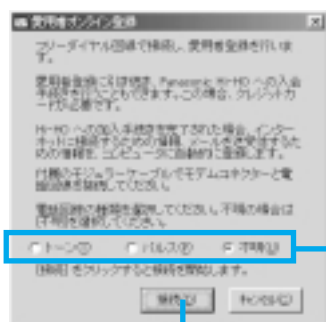 愛用者オンライン登録
フリーダイヤル回線で接続し、愛用者登録を行いま
す。
愛用者登録に引き続き、Panasonic Hi-HO への入会
手続きを行うこともできます。この場合、クレジットカ
ードが必要です。
Hi-HO への加入手続きを完了された場合、インター
ネットに接続するための情報、メールを送受信するた
めの情報を、コンピュータに自動的に登録します。
付属のモジュラーケーブルでモデムコネクターと電
話回線を接続してください。
電話回線の種類を選択してください。不明の場合は
[不明]を選択してください。
トーン(T) パルス(P) 不明(U)
[接続] をクリックすると接続を開始します。
接続(C) キャンセル(C)